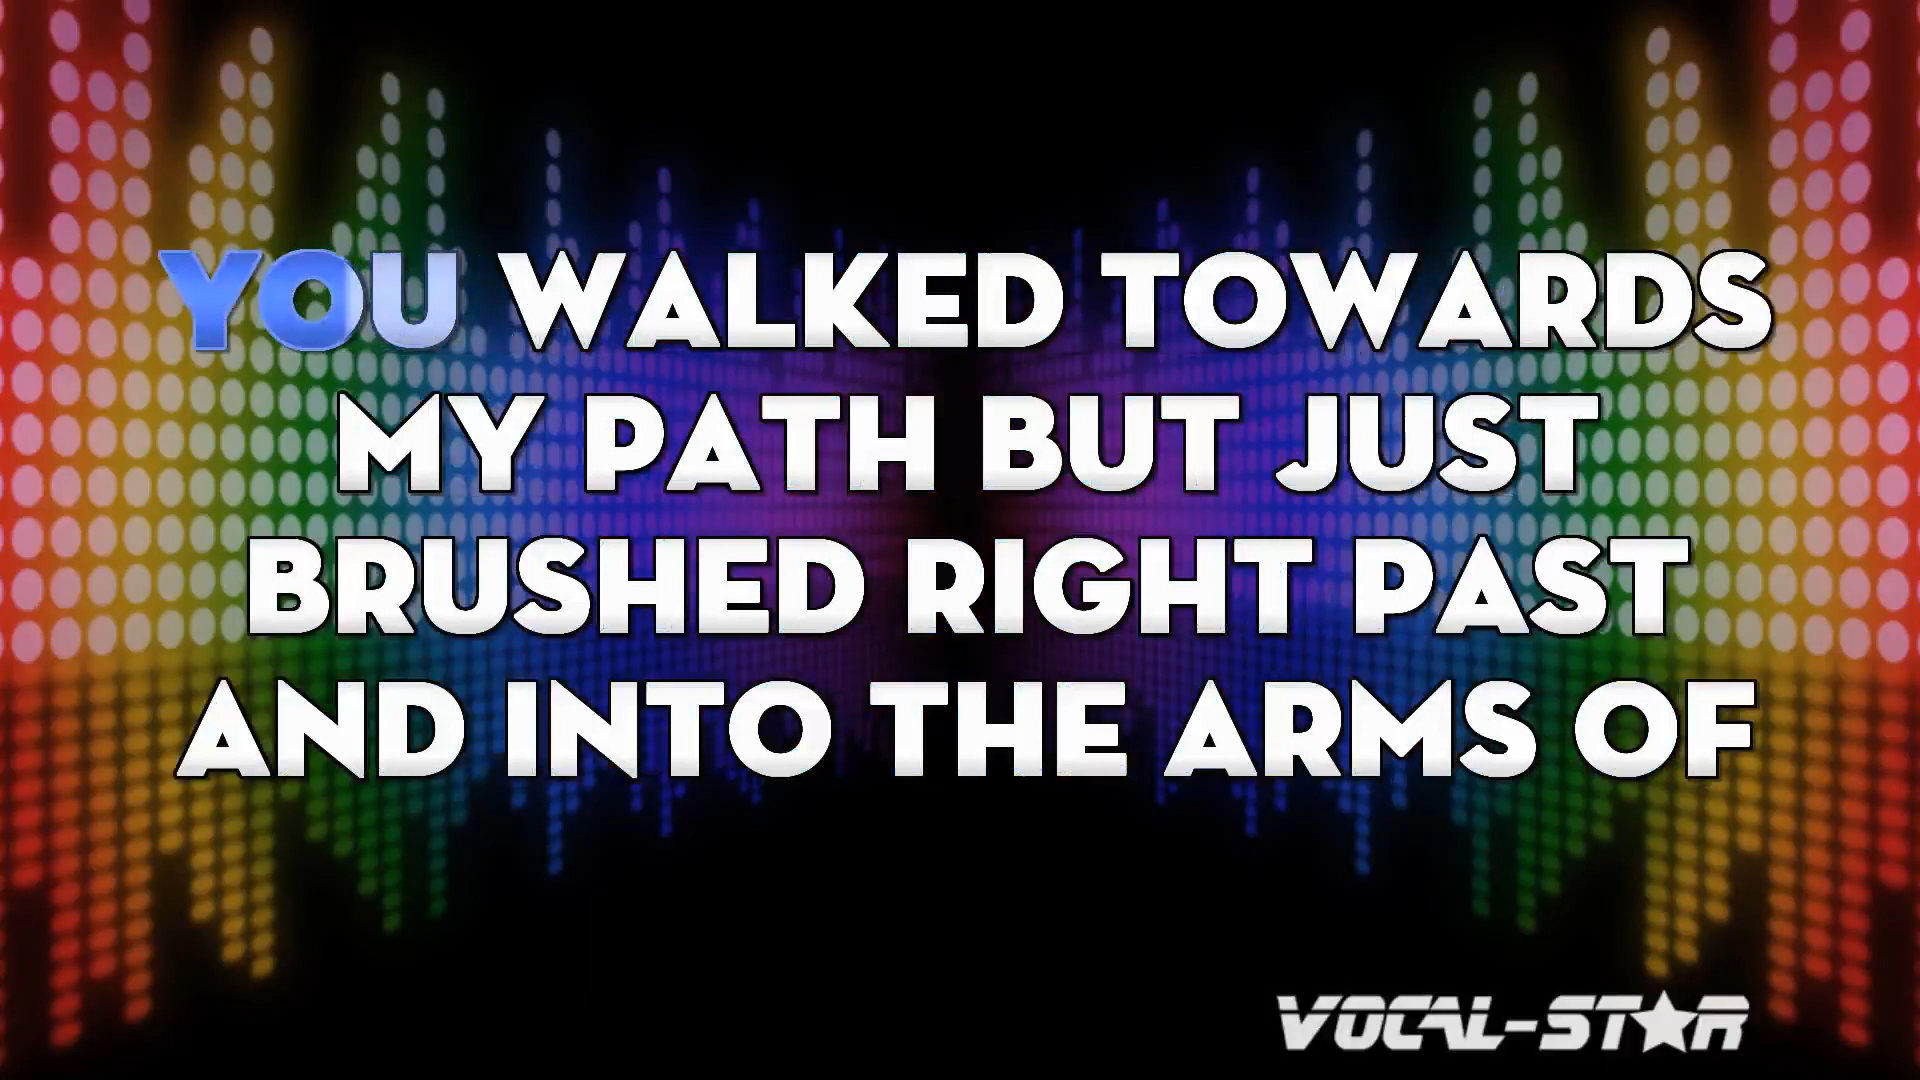 YOU WALKED TOWARDS
MY PATH BUT JUST
BRUSHED RIGHT PAST
AND INTO THE ARMS OF
VOCAL-STAR